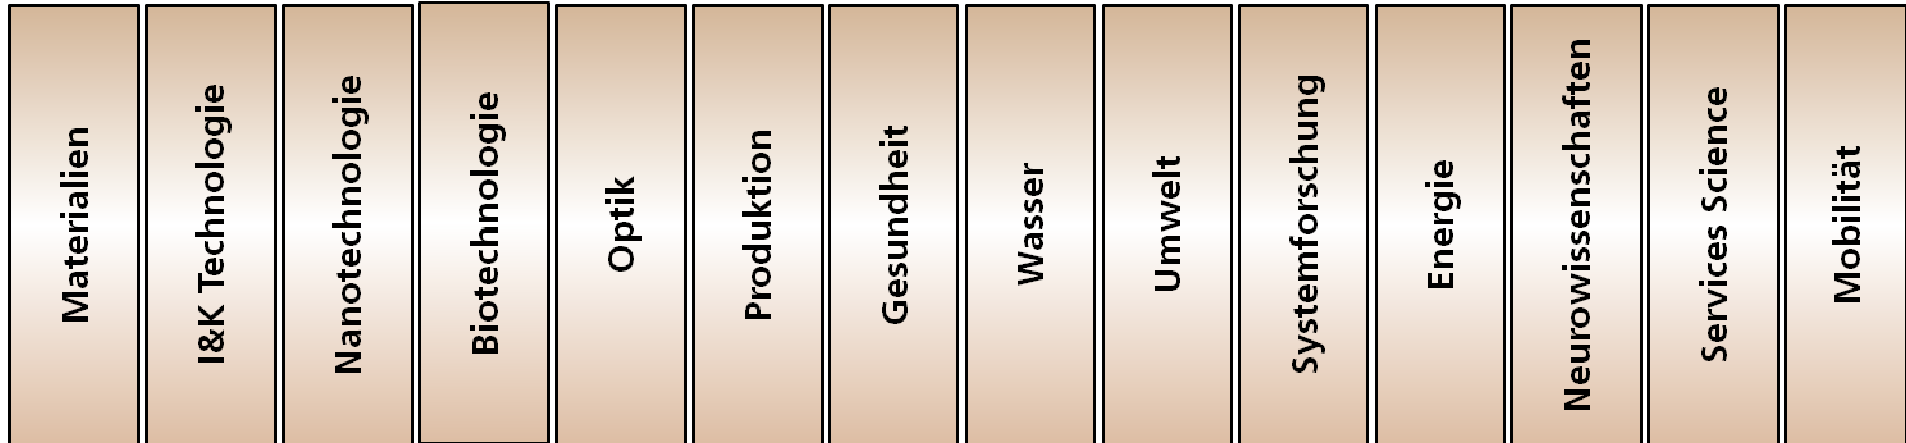 Materialien
I&K Technologie
Nanotechnologie
Biotechnologie
Optik
Produktion
Gesundheit
Wasser
Umwelt
Systemforschung
Energie
Neurowissenschaften
Services Science
Mobilität